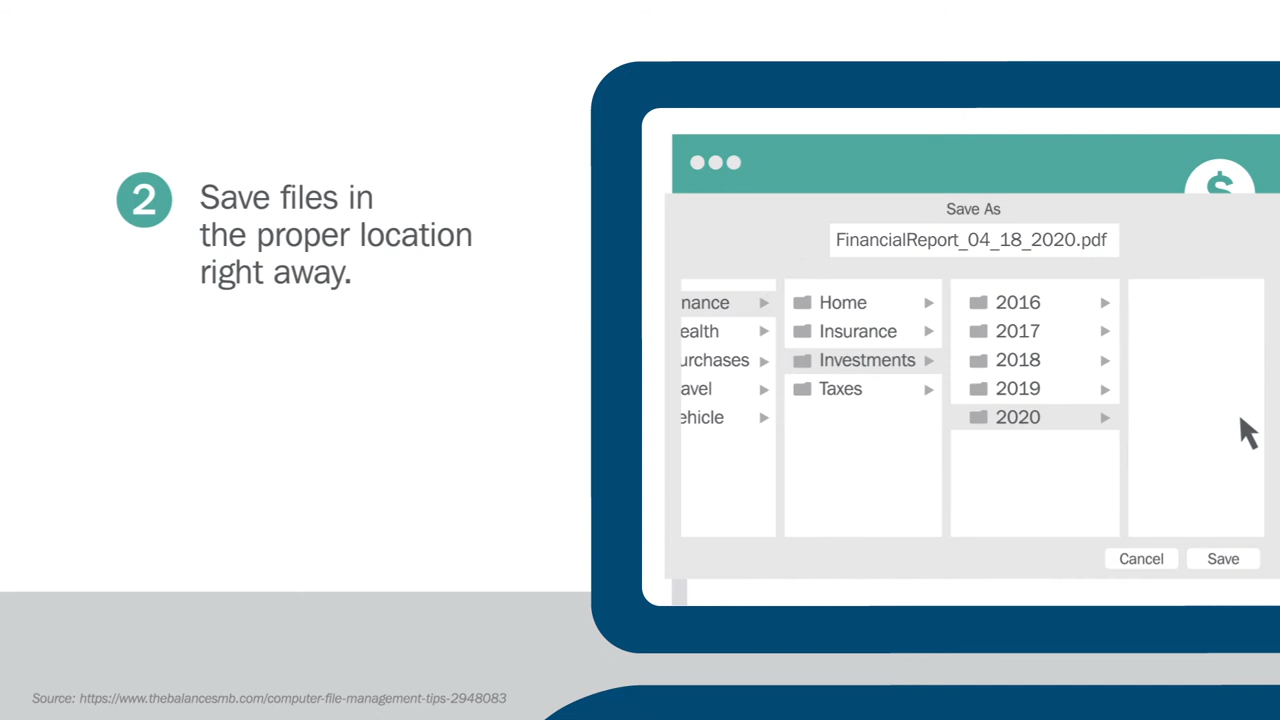 2
Save files in
the proper location
right away.
$
Save As
FinancialReport_04_18_2020.pdf
nance
ealth
urchases
avel
ehicle
Home
Insurance
Investments
Taxes
2016
2017
2018
2019
2020
Cancel
Save
Source: https://www.thebalancesmb.com/computer-file-management-tips-2948083